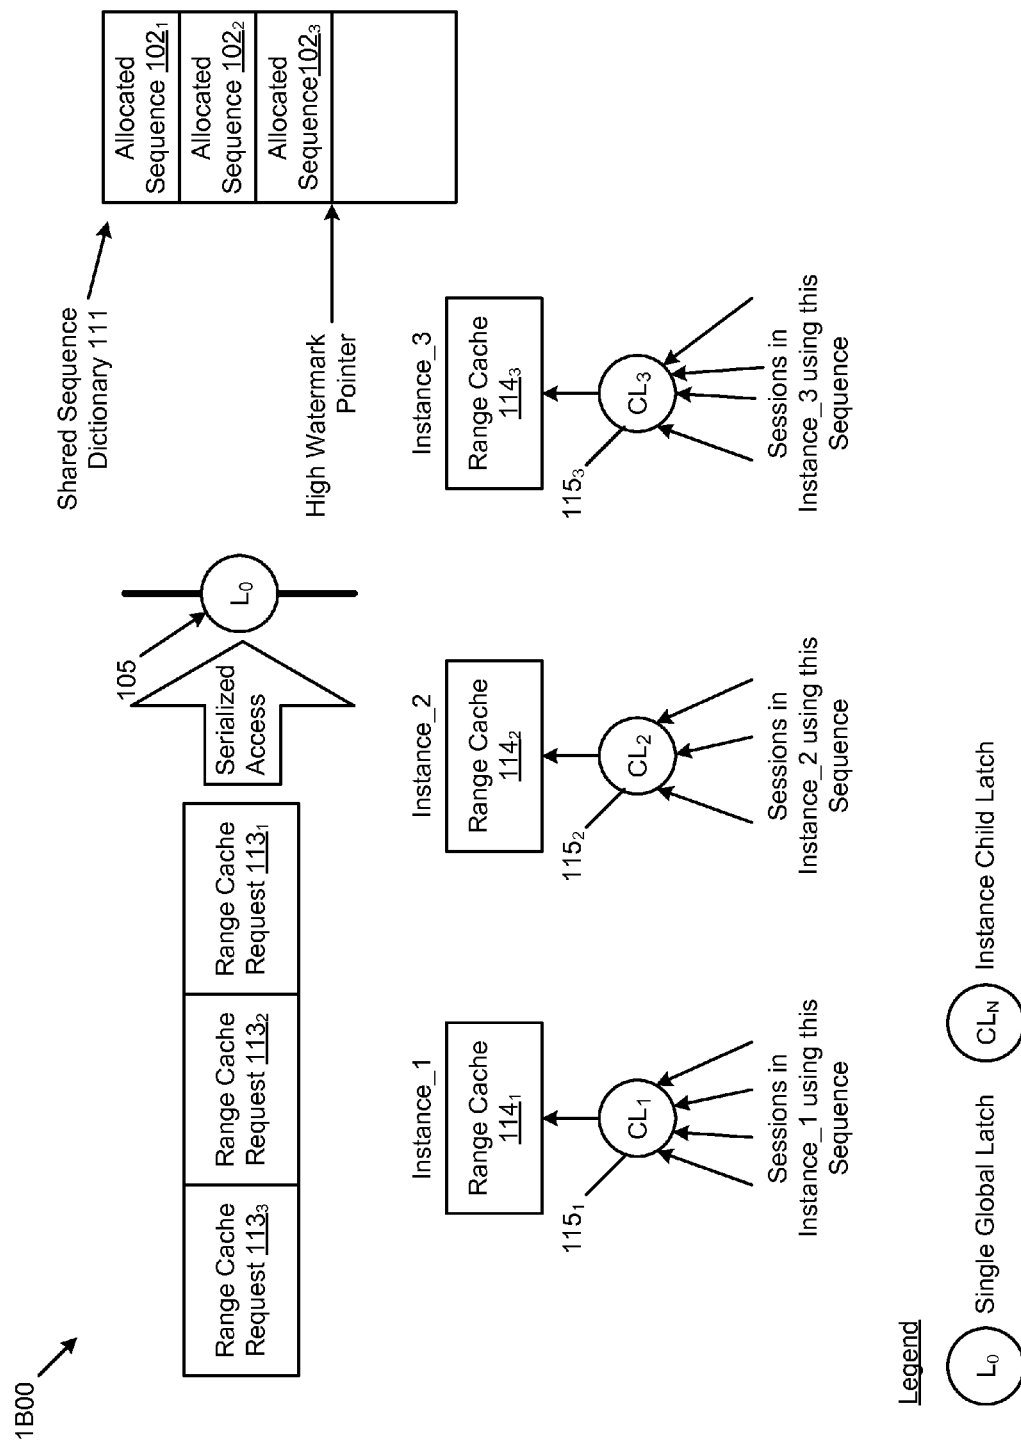 1B00
Range Cache
Request 113₃
Range Cache
Request 113₂
Range Cache
Request 113₁
Serialized
Access
105
L₀
Shared Sequence
Dictionary 111
Allocated
Sequence 102₁
Allocated
Sequence 102₂
Allocated
Sequence102₃
High Watermark
Pointer
Instance_1
Range Cache
114₁
115₁
CL₁
Sessions in
Instance_1 using this
Sequence
Instance_2
Range Cache
114₂
115₂
CL₂
Sessions in
Instance_2 using this
Sequence
Instance_3
Range Cache
114₃
115₃
CL₃
Sessions in
Instance_3 using this
Sequence
Legend
L₀ Single Global Latch
CL_N Instance Child Latch